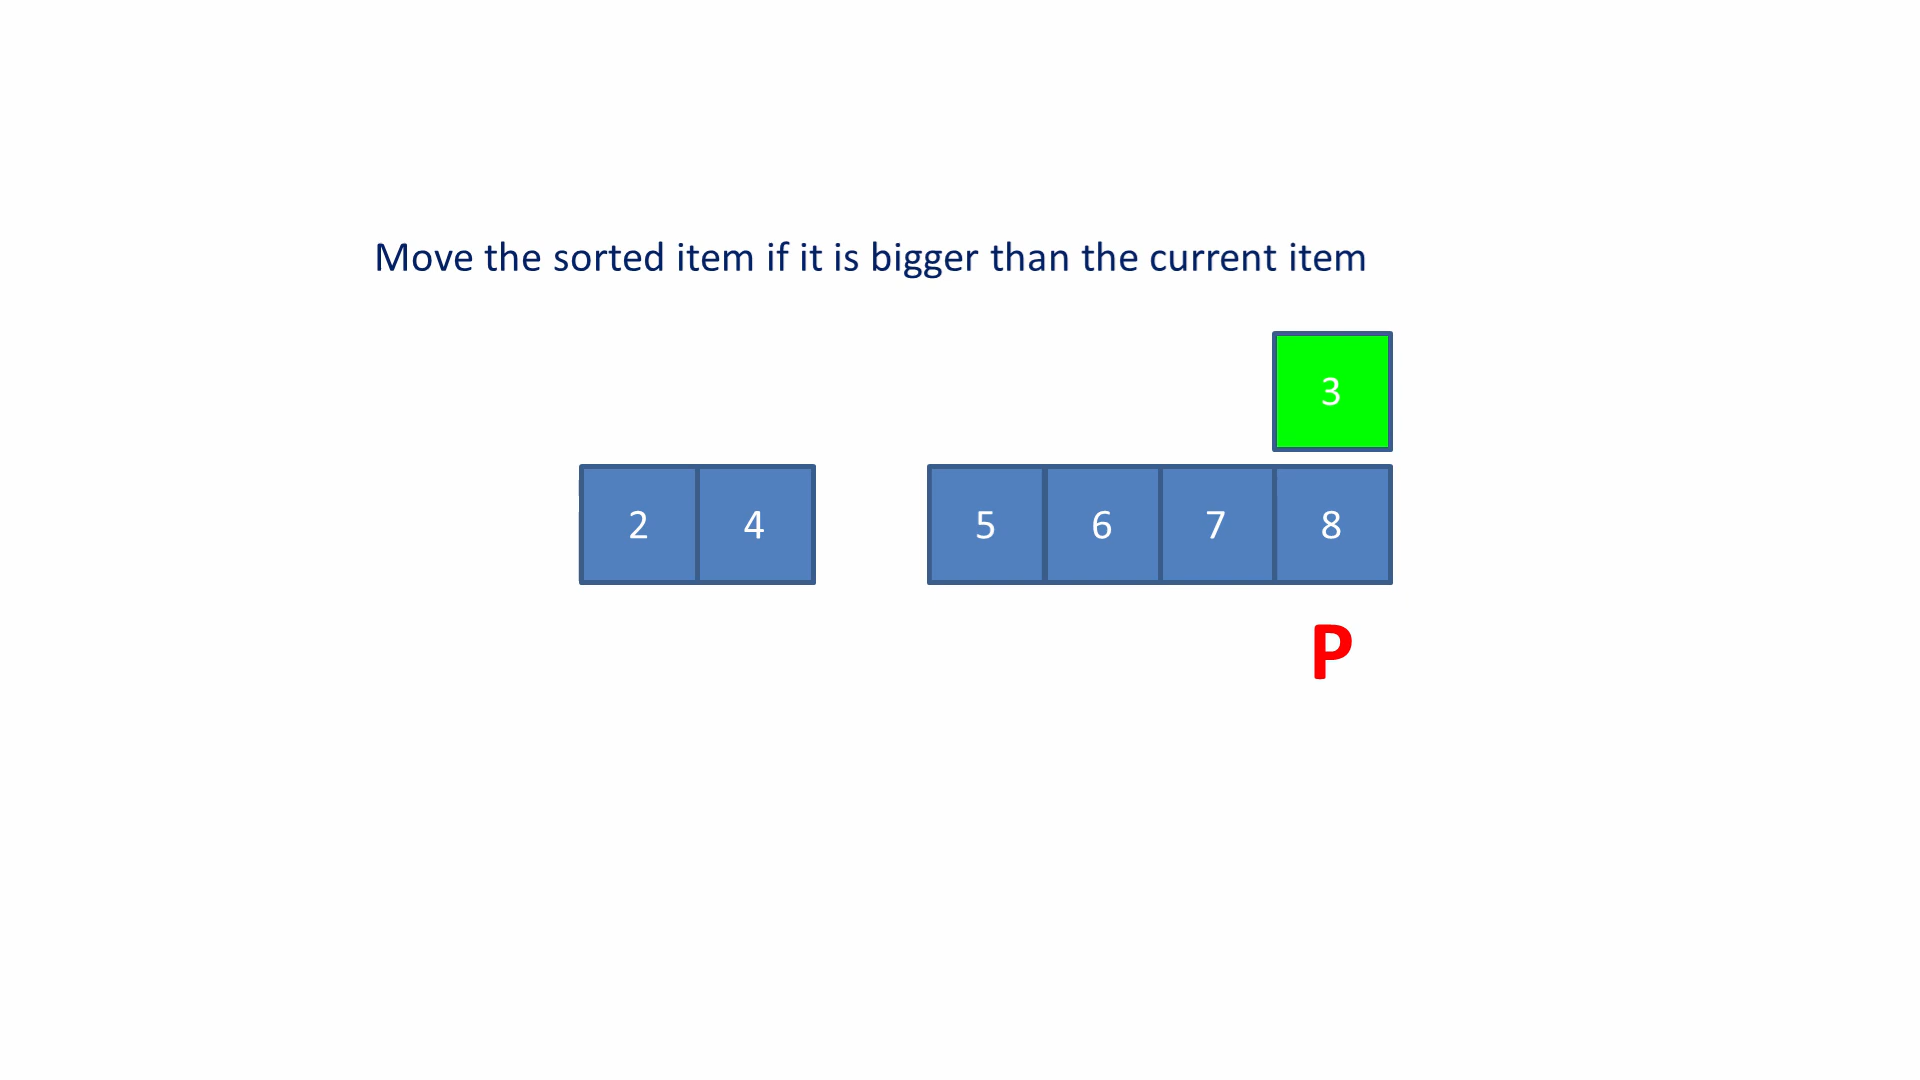 Move the sorted item if it is bigger than the current item
3
2 4 5 6 7 8
P